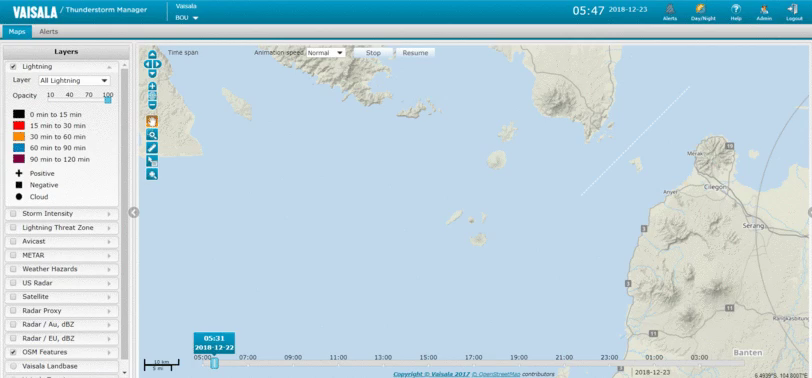 VAISALA / Thunderstorm Manager
Vaisala
BOU
05:47 2018-12-23
Alerts
Day/Night
Help
Admin
Logout
Maps
Alerts
Layers
Lightning
Layer All Lightning
Opacity 10 40 70 100
0 min to 15 min
15 min to 30 min
30 min to 60 min
60 min to 90 min
90 min to 120 min
Positive
Negative
Cloud
Storm Intensity
Lightning Threat Zone
Avicast
METAR
Weather Hazards
US Radar
Satellite
Radar Proxy
Radar / Au, dBZ
Radar / EU, dBZ
OSM Features
Vaisala Landbase
Time span
Animation speed Normal Stop Resume
Merak
Cilegon
Anyer
Serang
Rangkasbitung
Banten
05:31
2018-12-22
05:00 07:00 09:00 11:00 13:00 15:00 17:00 19:00 21:00 23:00 01:00 03:00
2018-12-23
10 km
5 mi
Copyright © Vaisala 2017 © OpenStreetMap contributors